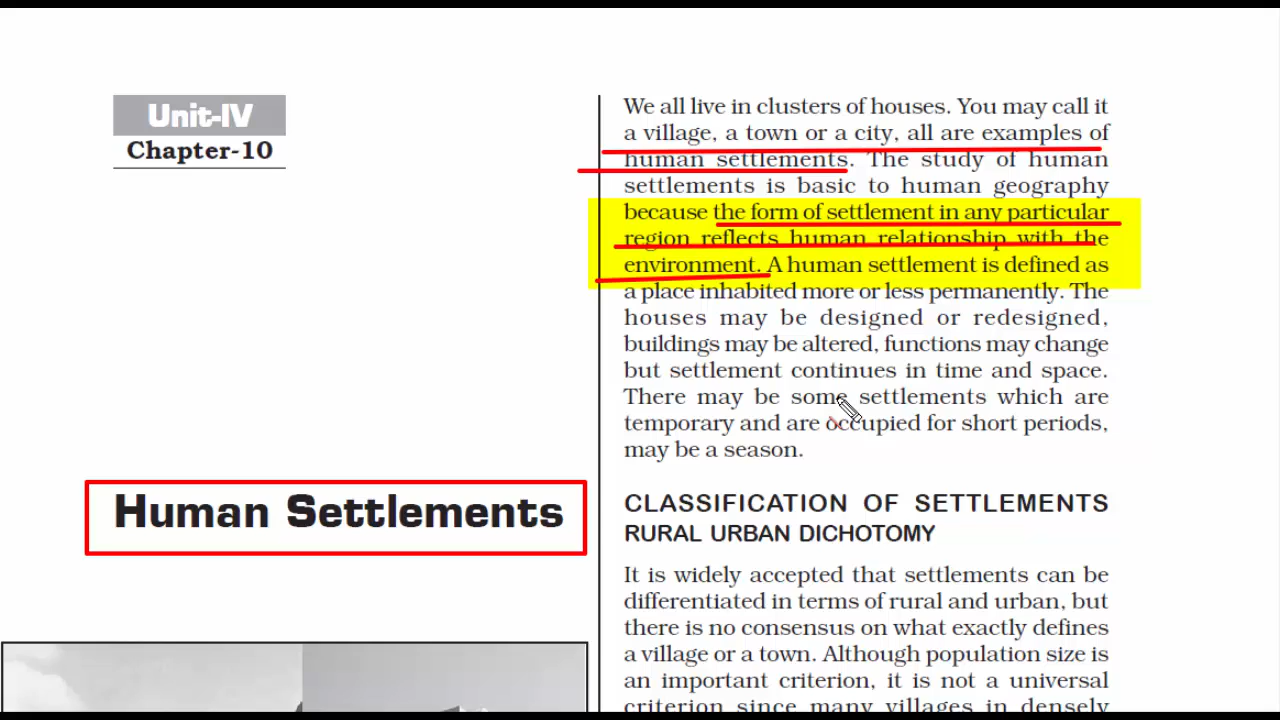 Unit-IV
Chapter-10
Human Settlements
We all live in clusters of houses. You may call it
a village, a town or a city, all are examples of
human settlements. The study of human
settlements is basic to human geography
because the form of settlement in any particular
region reflects human relationship with the
environment. A human settlement is defined as
a place inhabited more or less permanently. The
houses may be designed or redesigned,
buildings may be altered, functions may change
but settlement continues in time and space.
There may be some settlements which are
temporary and are occupied for short periods,
may be a season.
CLASSIFICATION OF SETTLEMENTS
RURAL URBAN DICHOTOMY
It is widely accepted that settlements can be
differentiated in terms of rural and urban, but
there is no consensus on what exactly defines
a village or a town. Although population size is
an important criterion, it is not a universal
criterion since many villages in densely